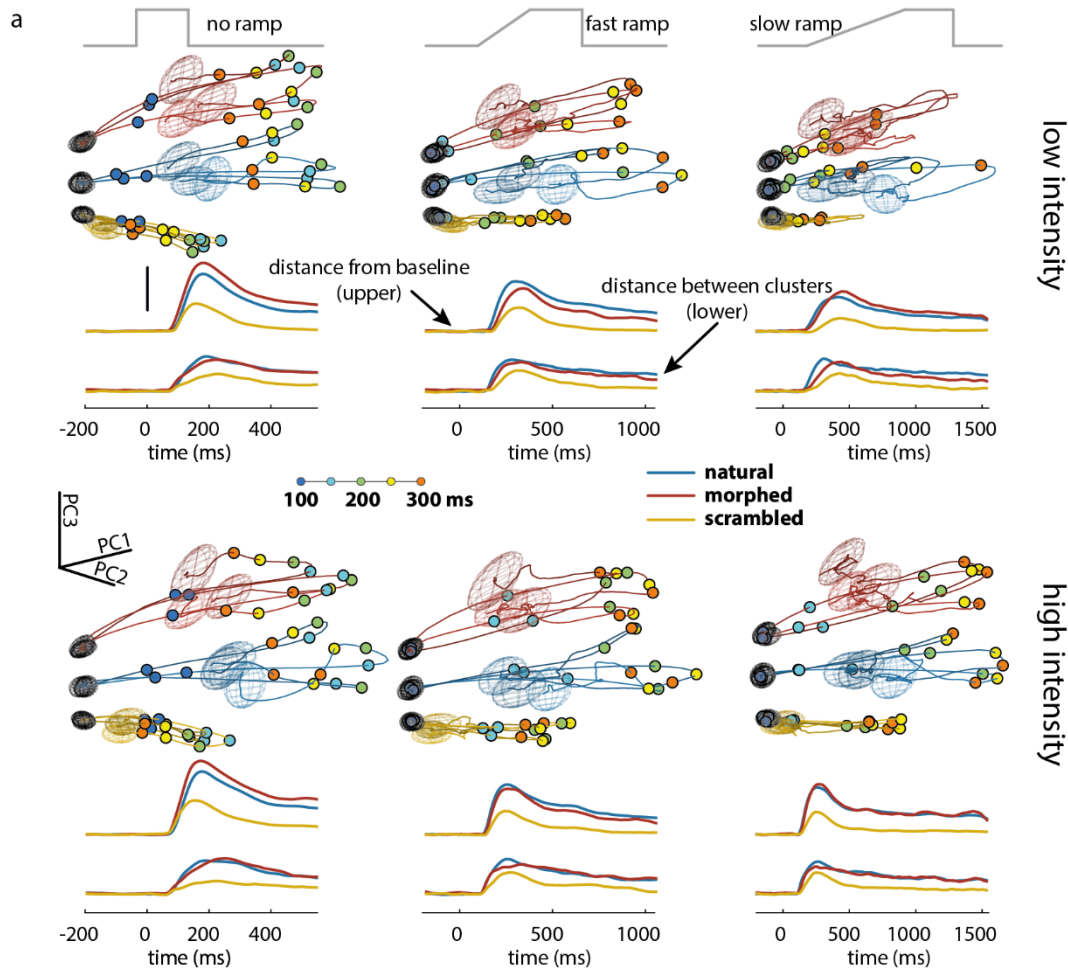 a
no ramp
fast ramp
slow ramp
low intensity
distance from baseline
(upper)
distance between clusters
(lower)
-200 0 200 400
time (ms)
0 500 1000
time (ms)
0 500 1000 1500
time (ms)
100 200 300 ms
natural
morphed
scrambled
PC3
PC1
PC2
high intensity
-200 0 200 400
time (ms)
0 500 1000
time (ms)
0 500 1000 1500
time (ms)